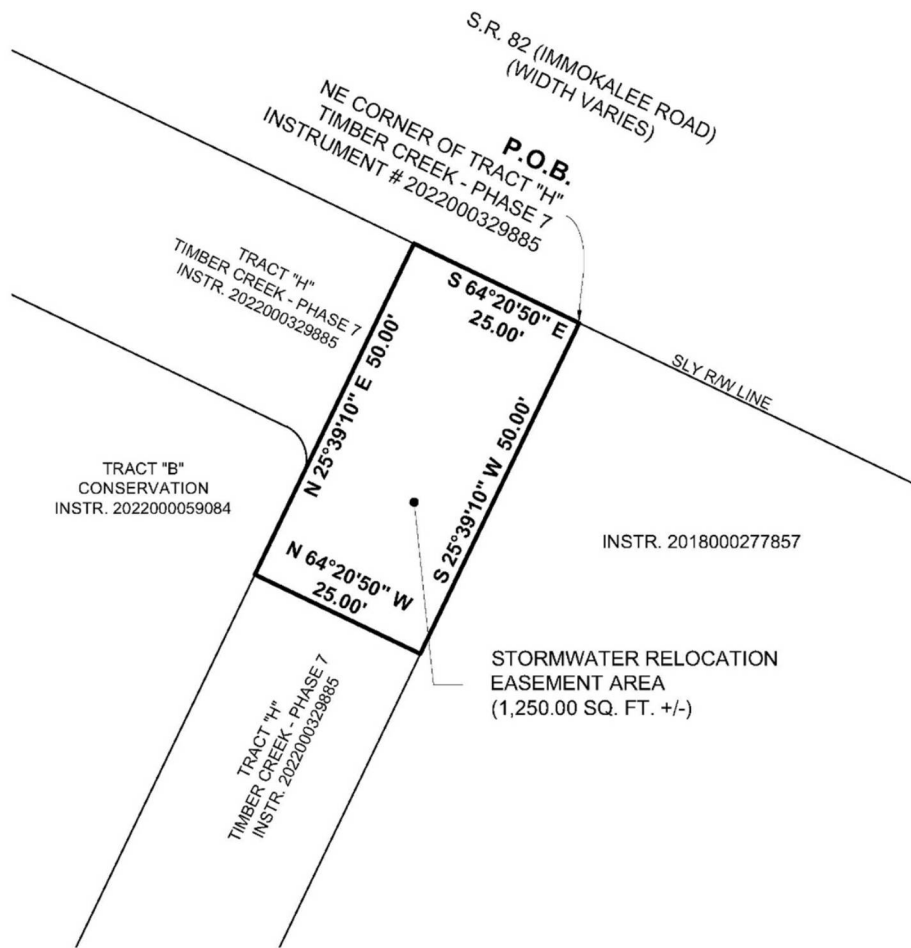 S.R. 82 (IMMOKALEE ROAD)
(WIDTH VARIES)
P.O.B.
NE CORNER OF TRACT "H"
TIMBER CREEK - PHASE 7
INSTRUMENT # 2022000329885
TRACT "H"
TIMBER CREEK - PHASE 7
INSTR. 2022000329885
S 64°20'50" E
25.00'
SLY R/W LINE
N 25°39'10" E 50.00'
S 25°39'10" W 50.00'
TRACT "B"
CONSERVATION
INSTR. 2022000059084
INSTR. 2018000277857
N 64°20'50" W
25.00'
STORMWATER RELOCATION
EASEMENT AREA
(1,250.00 SQ. FT. +/-)
TRACT "H"
TIMBER CREEK - PHASE 7
INSTR. 2022000329885